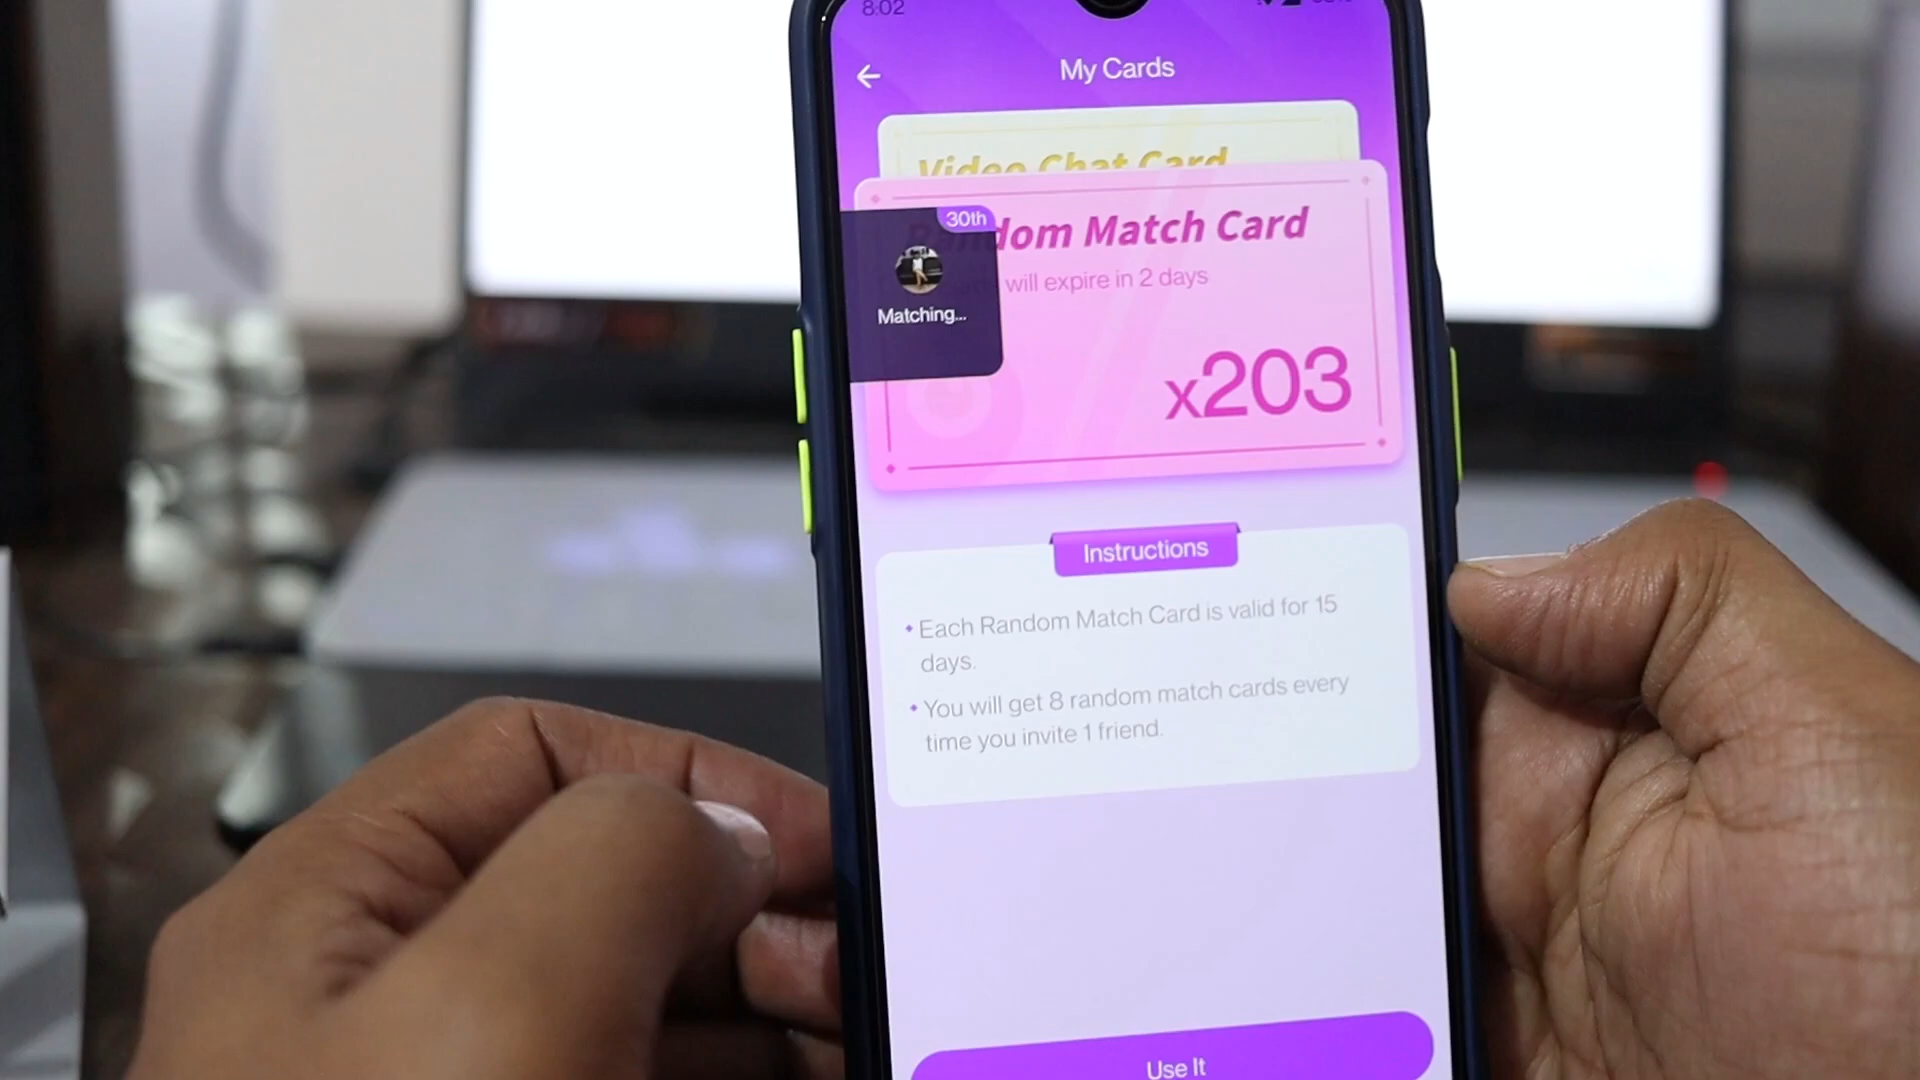 8:02
My Cards
Video Chat Card
Random Match Card
30th
will expire in 2 days
Matching...
x203
Instructions
Each Random Match Card is valid for 15
days.
You will get 8 random match cards every
time you invite 1 friend.
Use It